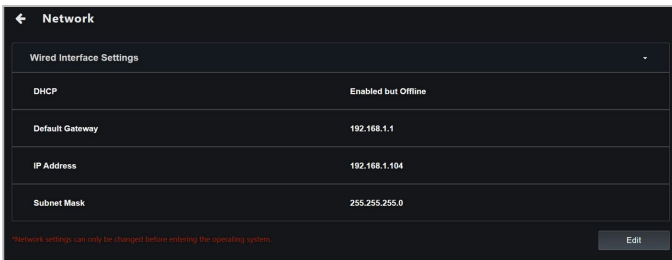 Network
Wired Interface Settings
DHCP Enabled but Offline
Default Gateway 192.168.1.1
IP Address 192.168.1.104
Subnet Mask 255.255.255.0
*Network settings can only be changed before entering the operating system.
Edit